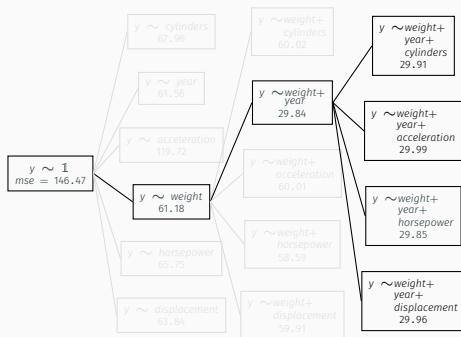 y ∼ 𝟙
mse = 146.47
y ∼ cylinders
67.90
y ∼ year
61.56
y ∼ acceleration
119.72
y ∼ weight
61.18
y ∼ horsepower
65.75
y ∼ displacement
63.84
y ∼weight+
cylinders
60.02
y ∼weight+
year
29.84
y ∼weight+
acceleration
60.01
y ∼weight+
horsepower
58.59
y ∼weight+
displacement
59.91
y ∼weight+
year+
cylinders
29.91
y ∼weight+
year+
acceleration
29.99
y ∼weight+
year+
horsepower
29.85
y ∼weight+
year+
displacement
29.96